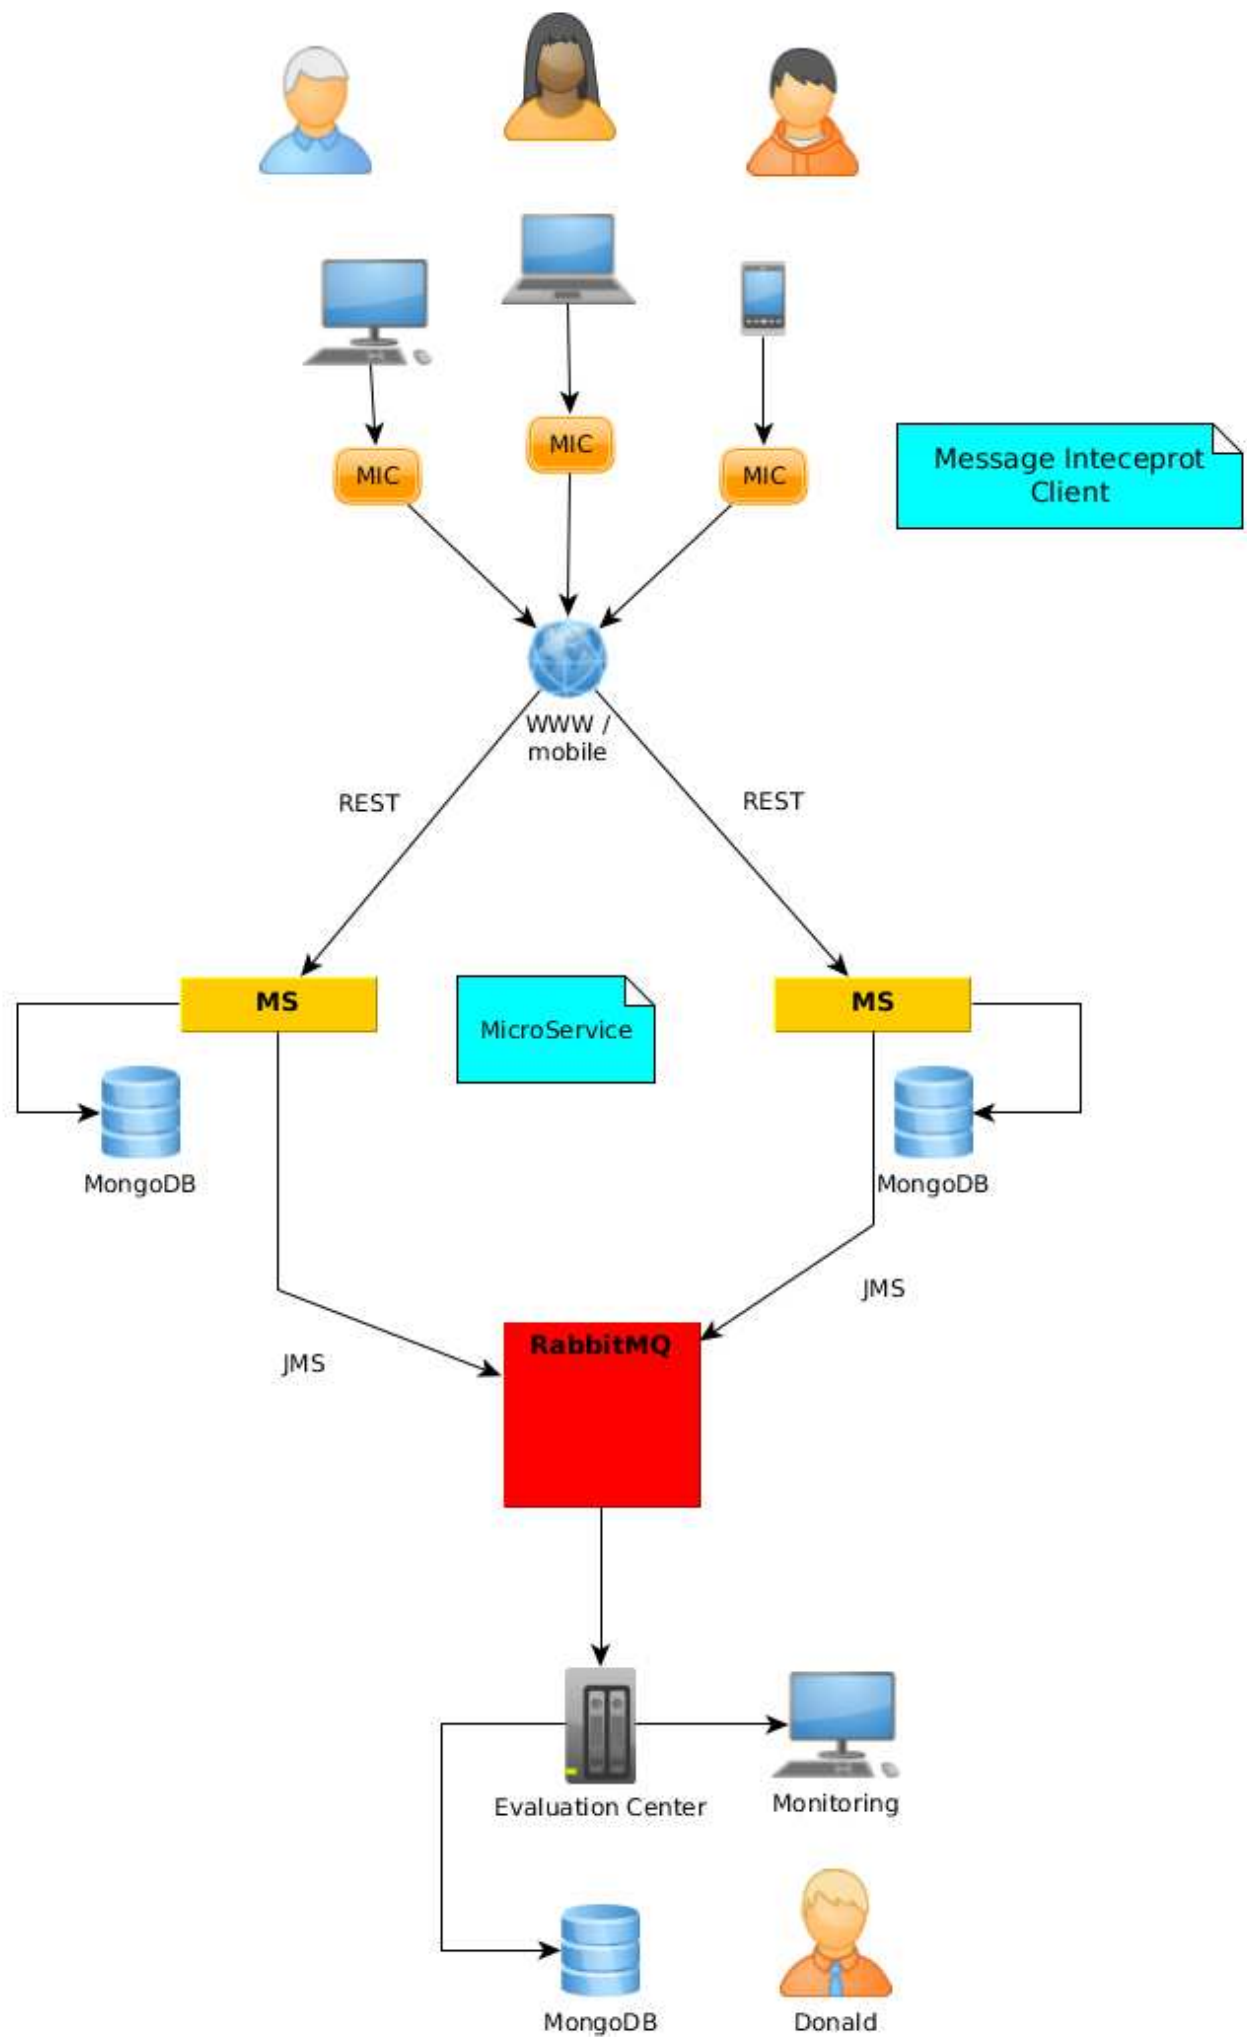 MIC
MIC
MIC
Message Inteceprot
Client
WWW /
mobile
REST
REST
MS
MicroService
MS
MongoDB
MongoDB
JMS
JMS
RabbitMQ
Evaluation Center
Monitoring
MongoDB
Donald